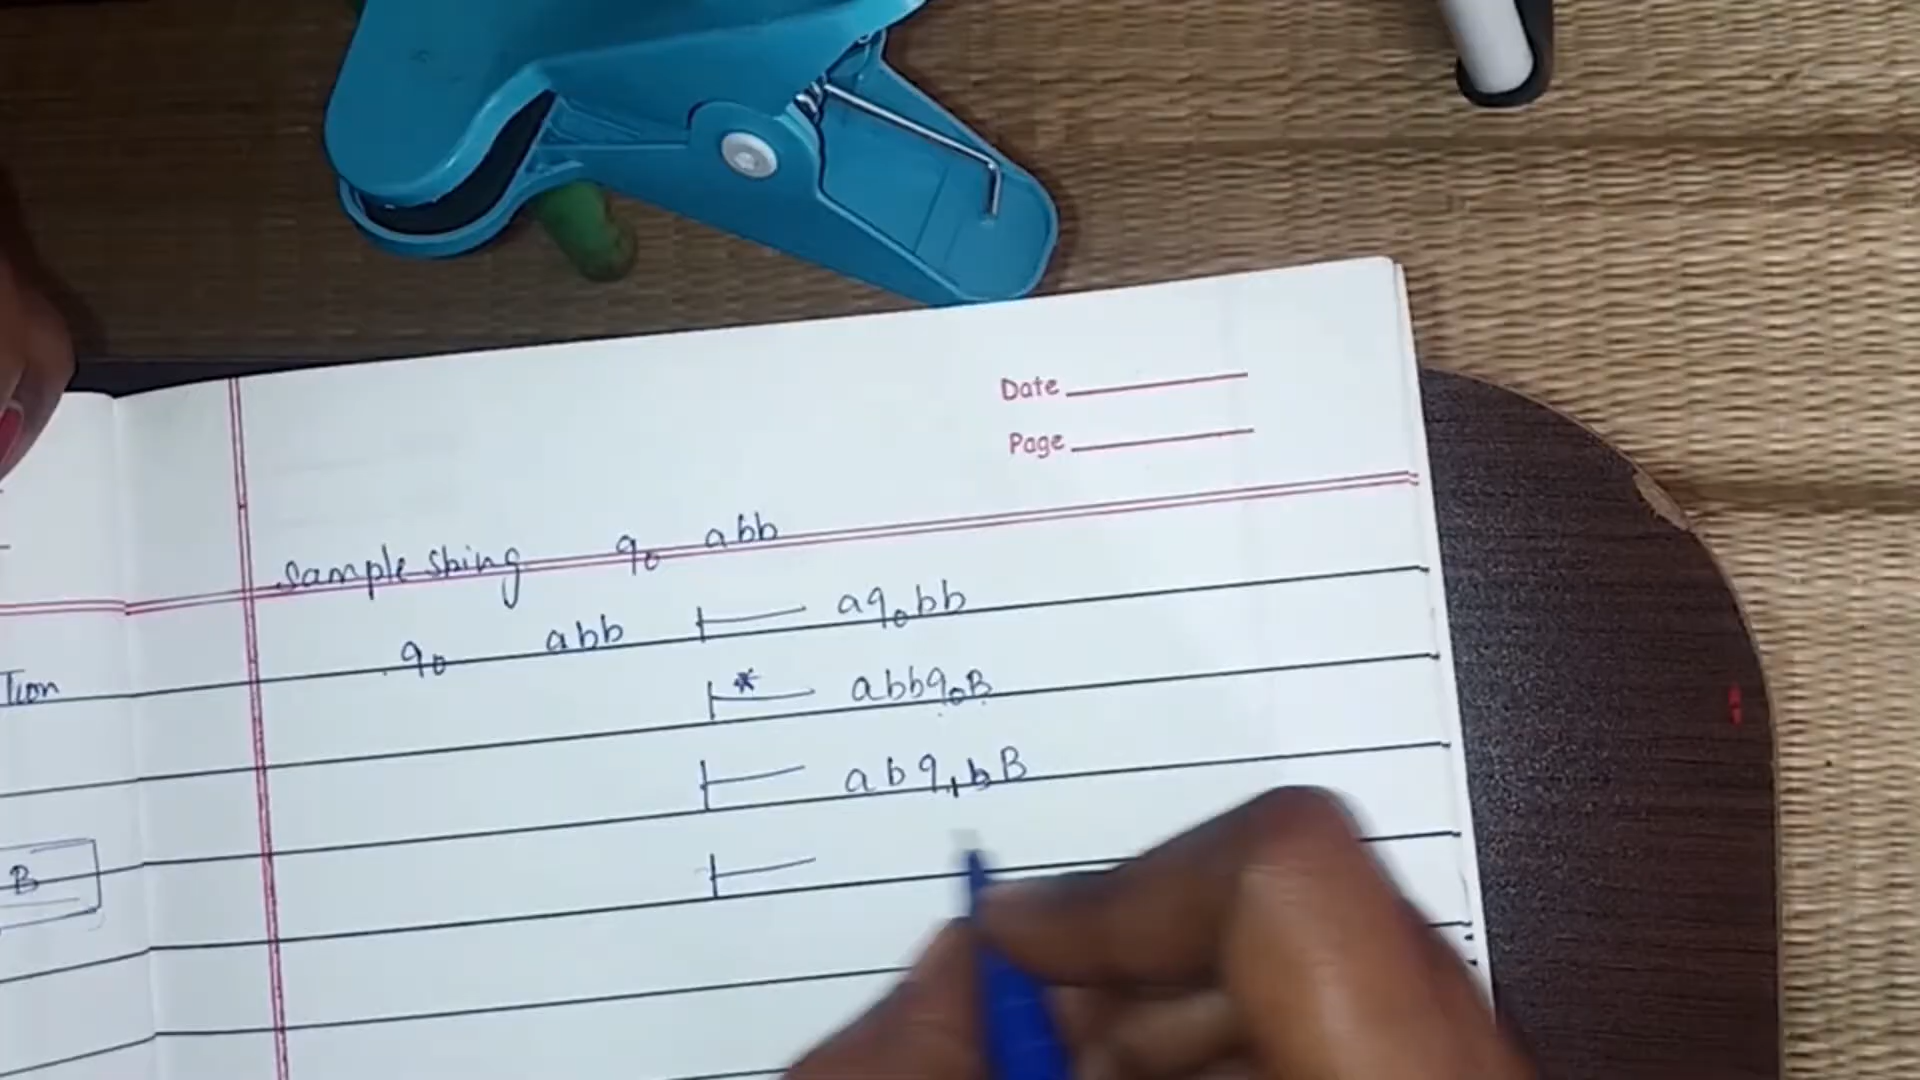 Date
Page
Sample string q₀ abb
q₀ abb ⊢ aq₀bb
⊢* abbq₀B
⊢ abq₁bB
⊢
Tion
B